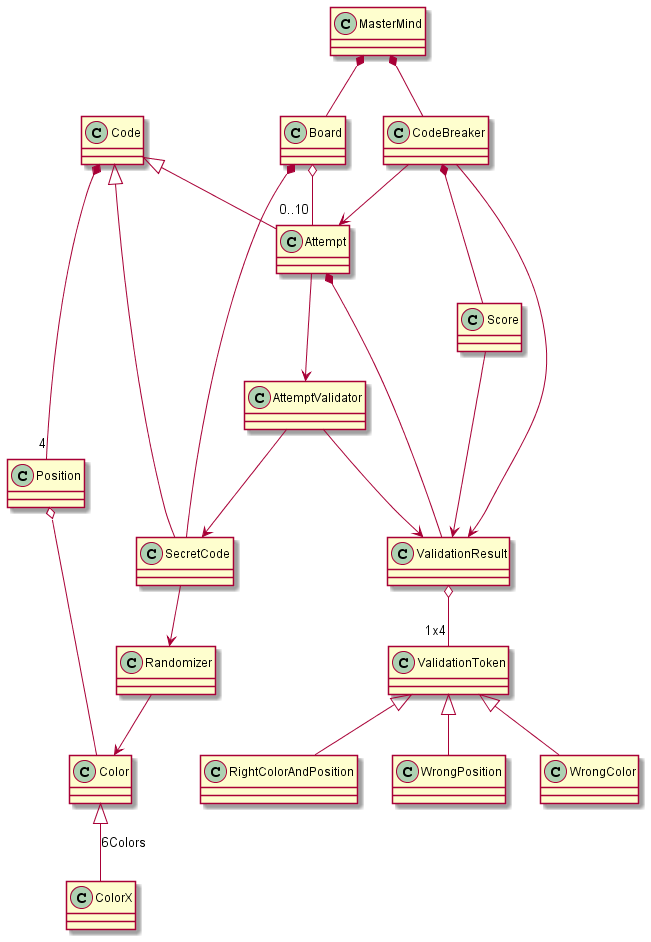 C MasterMind
C Code
C Board
C CodeBreaker
0..10
C Attempt
C Score
C AttemptValidator
4
C Position
C SecretCode
C ValidationResult
1x4
C Randomizer
C ValidationToken
C Color
C RightColorAndPosition
C WrongPosition
C WrongColor
6Colors
C ColorX